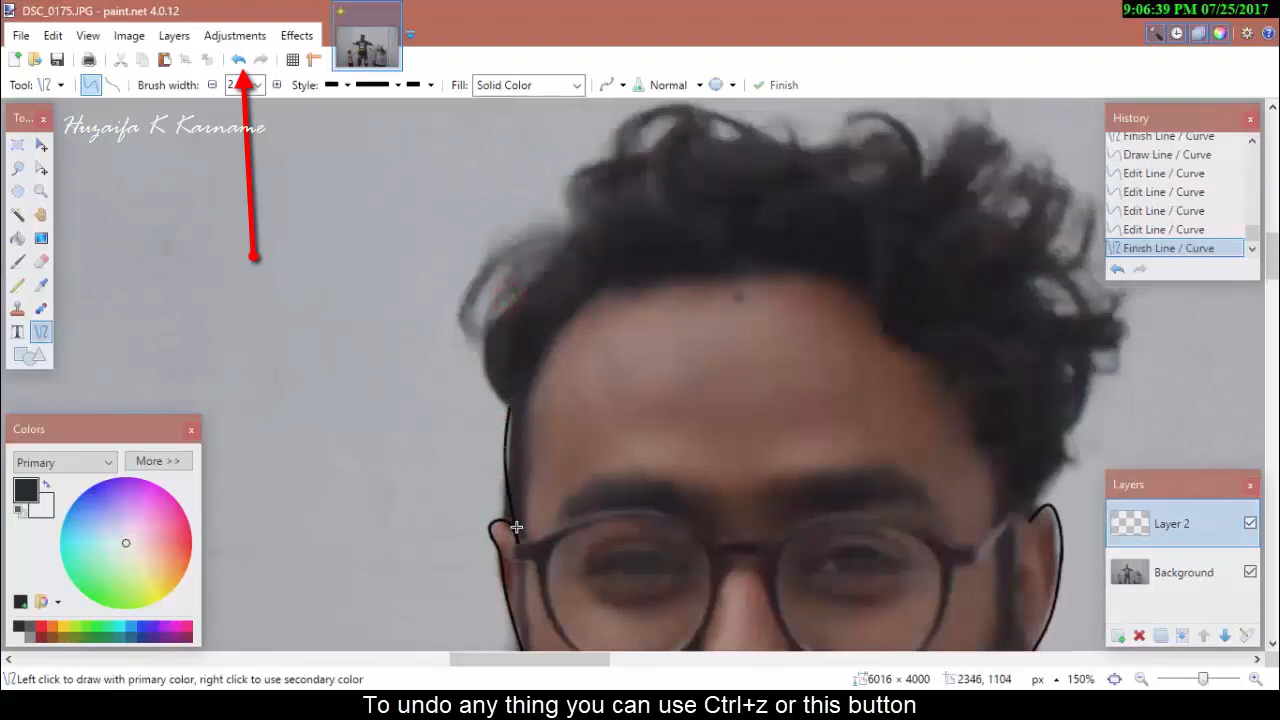 DSC_0175.JPG - paint.net 4.0.12
9:06:39 PM 07/25/2017
File Edit View Image Layers Adjustments Effects
Tool: Brush width: 2 Style: Fill: Solid Color Normal Finish
To... x
Huzaifa K Karname
History x
Finish Line / Curve
Draw Line / Curve
Edit Line / Curve
Edit Line / Curve
Edit Line / Curve
Edit Line / Curve
Finish Line / Curve
Colors x
Primary More >>
Layers x
Layer 2
Background
Left click to draw with primary color, right click to use secondary color 6016 × 4000 2346, 1104 px 150%
To undo any thing you can use Ctrl+z or this button